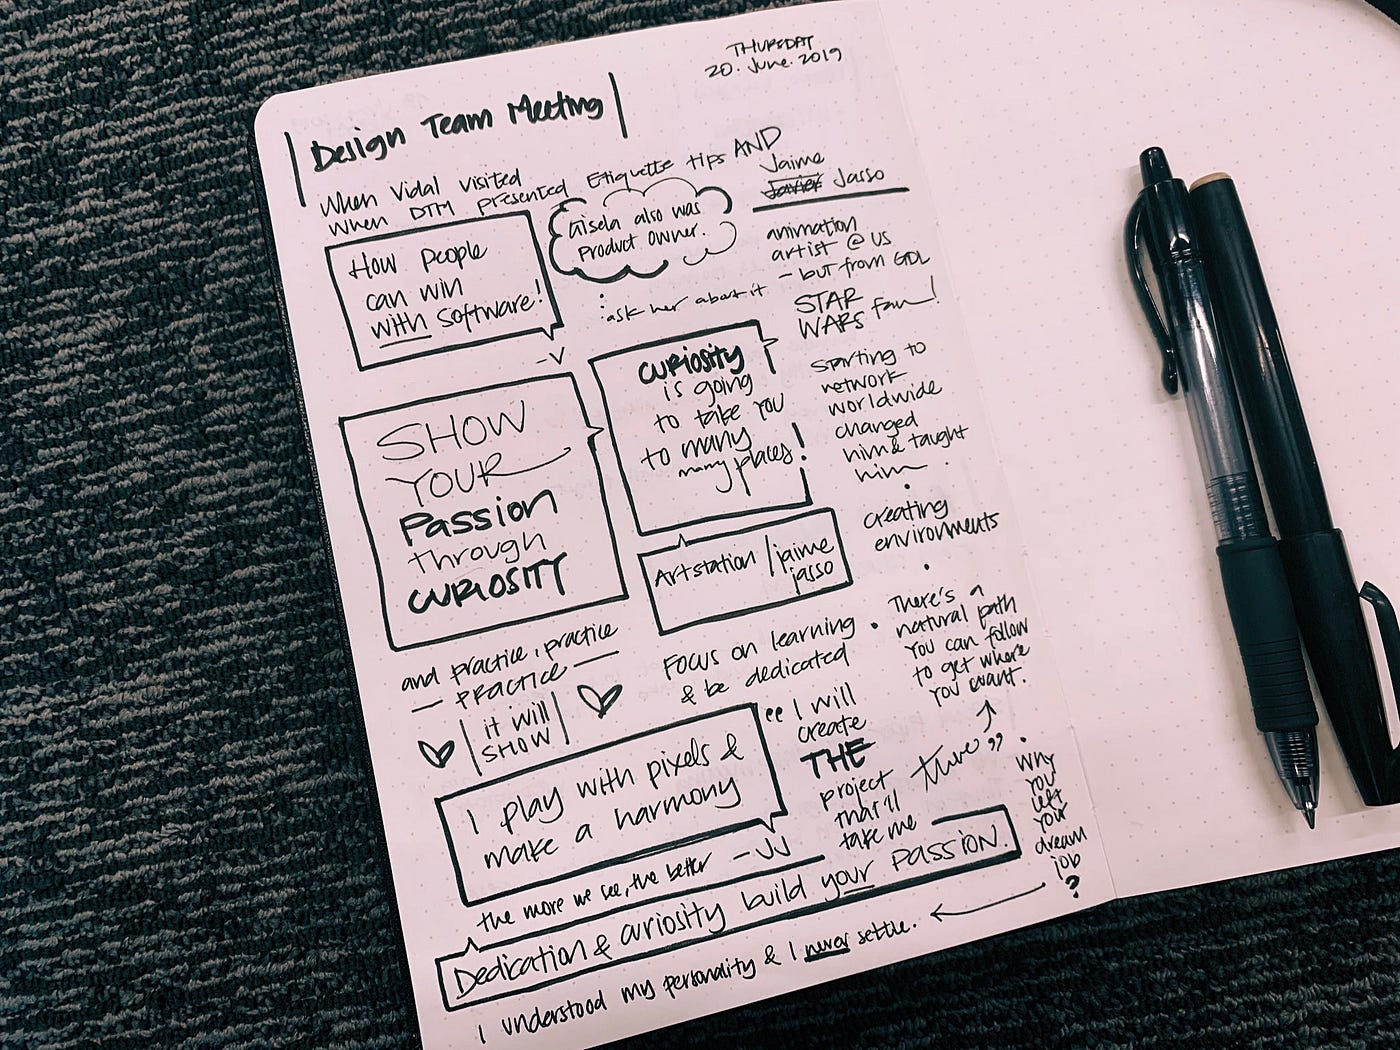 THURSDAY
20. June. 2019
Design Team Meeting
When Vidal visited
When DTM presented Etiquette tips AND
Jaime
Javier Jasso
How people
can win
with software!
-V
Gisela also was
Product owner.
ask her about it
animation
artist @ US
- but from GDL
STAR
WARS fan!
Starting to
network
worldwide
changed
him & taught
him
creating
environments
There's a
natural path
you can follow
to get where
you want.
SHOW
YOUR
Passion
through
CURIOSITY
curiosity
is going
to take you
to many
many places!
Artstation / jaime
jasso
and practice, practice
— PRACTICE —
it will
SHOW
Focus on learning
& be dedicated
I play with pixels &
make a harmony
- JJ
"I will
create
THE
project
that'll
take me
there"
the more we see, the better
Dedication & curiosity build your passion.
Why
you
left
your
dream
job
?
I understood my personality & I never settle.